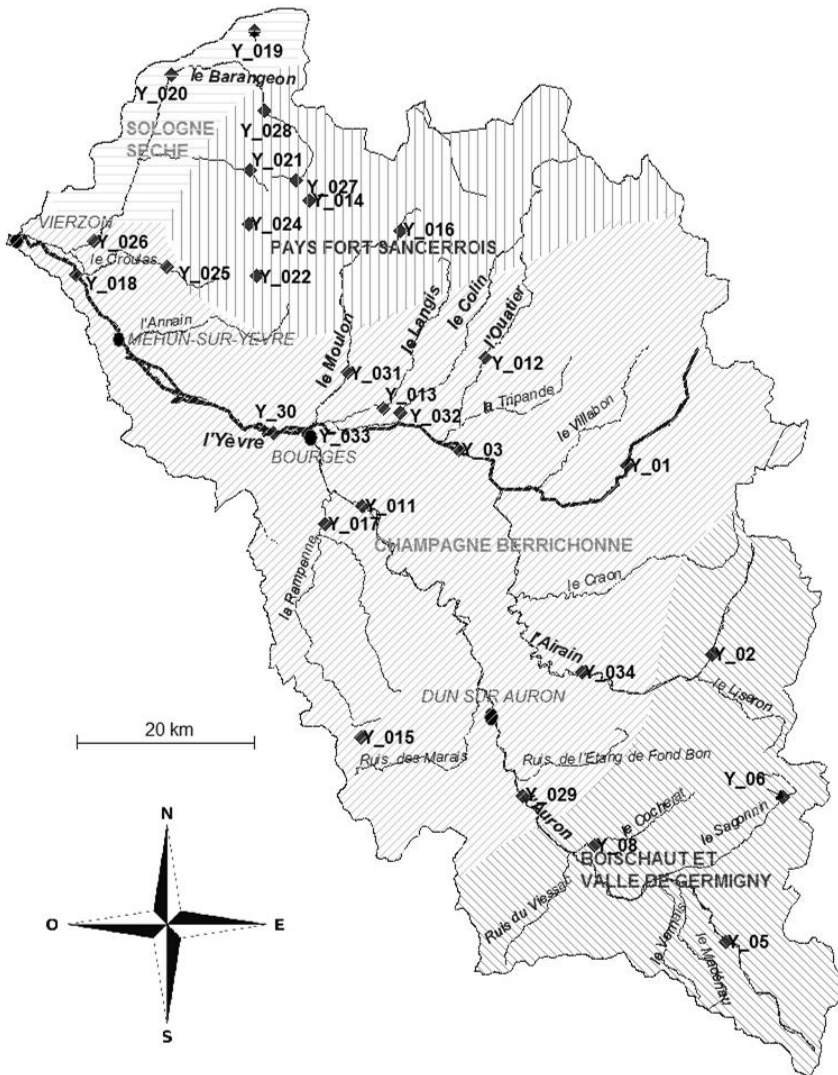 Y_019
le Barangeon
Y_020
SOLOGNE
SECHE
Y_028
Y_021
Y_027
Y_014
VIERZON
Y_026
Y_024
Y_016
PAYS FORT SANCERROIS
le Croulas
Y_025
Y_018
Y_022
l'Annain
MEHUN-SUR-YEVRE
le Moulon
le Langis
le Colin
l'Ouatier
Y_012
Y_031
Y_013
Y_032
la Tripande
le Villabon
Y_30
l'Yèvre
Y_033
BOURGES
Y_03
Y_01
Y_011
Y_017
la Rampenne
CHAMPAGNE BERRICHONNE
le Craon
l'Airain
Y_034
Y_02
le Liseron
DUN SUR AURON
20 km
Y_015
Ruis. des Marais
Ruis. de l'Etang de Fond Bon
Y_06
Y_029
l'Auron
le Cocherat
le Sagonnin
Y_08
BOISCHAUT ET
VALLE DE GERMIGNY
Ruis du Viessac
le Vernais
le Macénau
Y_05
N
O
E
S